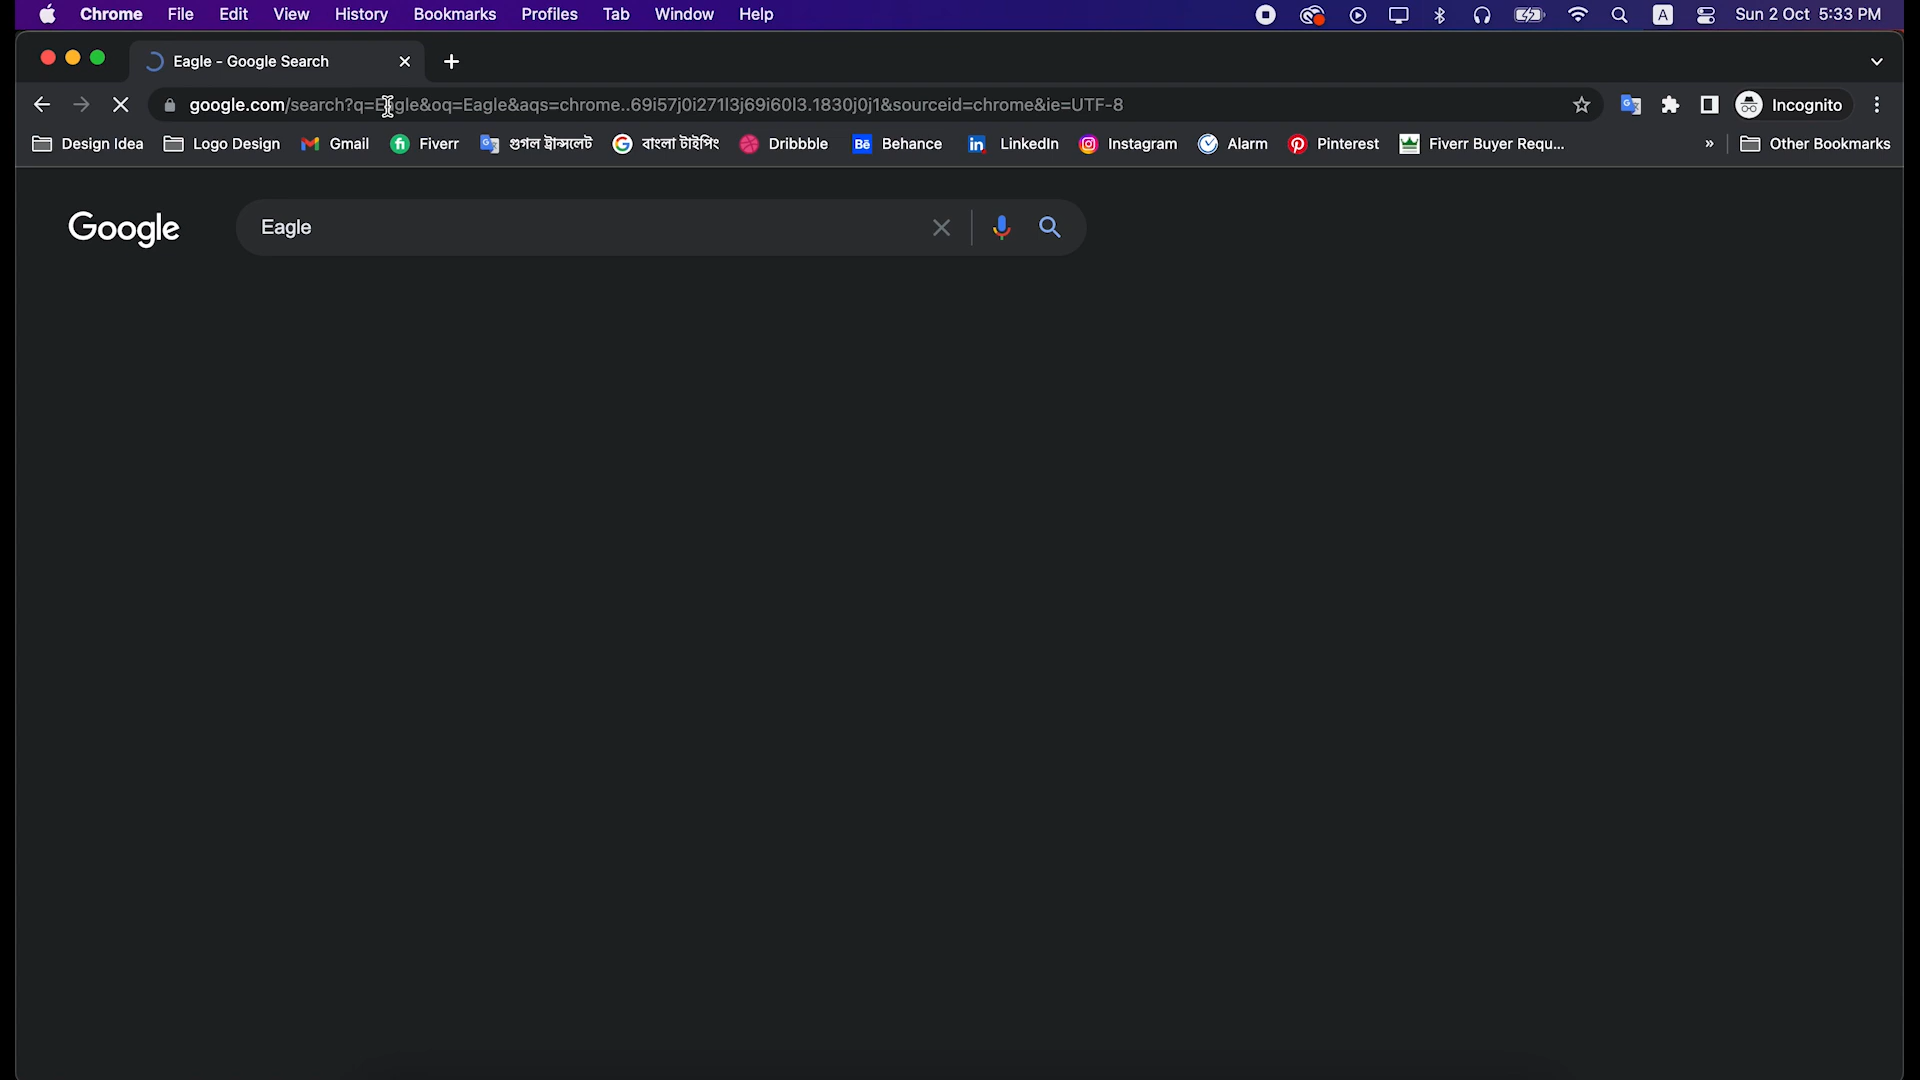 Chrome File Edit View History Bookmarks Profiles Tab Window Help A Sun 2 Oct 5:33 PM
Eagle - Google Search
google.com/search?q=Eagle&oq=Eagle&aqs=chrome..69i57j0i271l3j69i60l3.1830j0j1&sourceid=chrome&ie=UTF-8 Incognito
Design Idea Logo Design Gmail Fiverr গুগল ট্রান্সলেট বাংলা টাইপিং Dribbble Behance LinkedIn Instagram Alarm Pinterest Fiverr Buyer Requ... » Other Bookmarks
Google Eagle